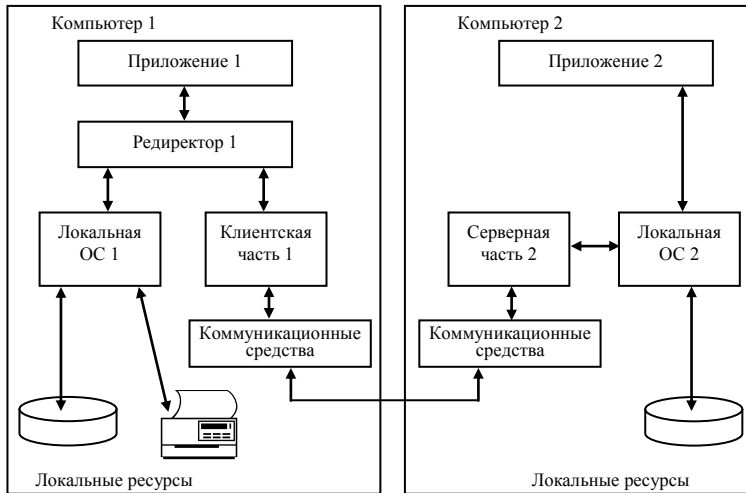 Компьютер 1
Приложение 1
Редиректор 1
Локальная
ОС 1
Клиентская
часть 1
Коммуникационные
средства
Локальные ресурсы
Компьютер 2
Приложение 2
Серверная
часть 2
Локальная
ОС 2
Коммуникационные
средства
Локальные ресурсы